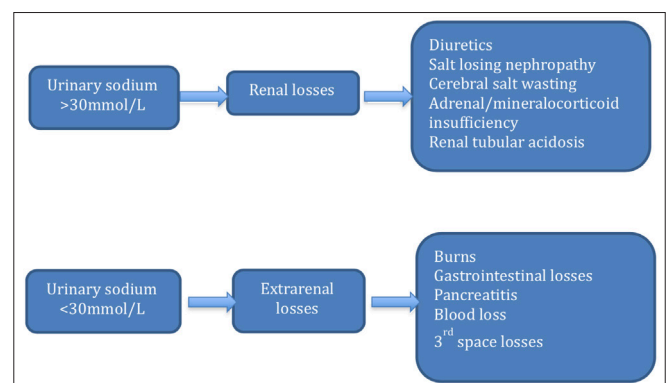 Urinary sodium
>30mmol/L
Renal losses
Diuretics
Salt losing nephropathy
Cerebral salt wasting
Adrenal/mineralocorticoid
insufficiency
Renal tubular acidosis
Urinary sodium
<30mmol/L
Extrarenal
losses
Burns
Gastrointestinal losses
Pancreatitis
Blood loss
3rd space losses